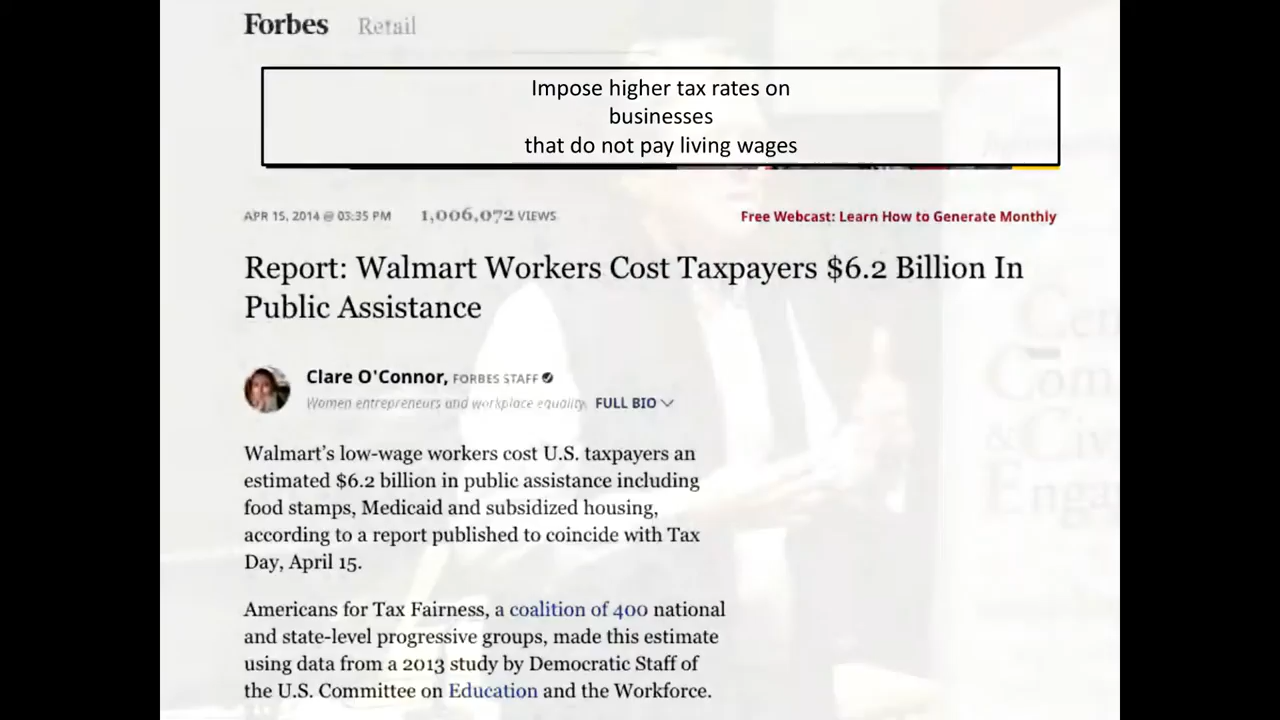 Forbes Retail
Impose higher tax rates on
businesses
that do not pay living wages
APR 15, 2014 @ 03:35 PM 1,006,072 VIEWS Free Webcast: Learn How to Generate Monthly
Report: Walmart Workers Cost Taxpayers $6.2 Billion In
Public Assistance
Clare O'Connor, FORBES STAFF
Women entrepreneurs and workplace equality. FULL BIO
Walmart's low-wage workers cost U.S. taxpayers an
estimated $6.2 billion in public assistance including
food stamps, Medicaid and subsidized housing,
according to a report published to coincide with Tax
Day, April 15.
Americans for Tax Fairness, a coalition of 400 national
and state-level progressive groups, made this estimate
using data from a 2013 study by Democratic Staff of
the U.S. Committee on Education and the Workforce.